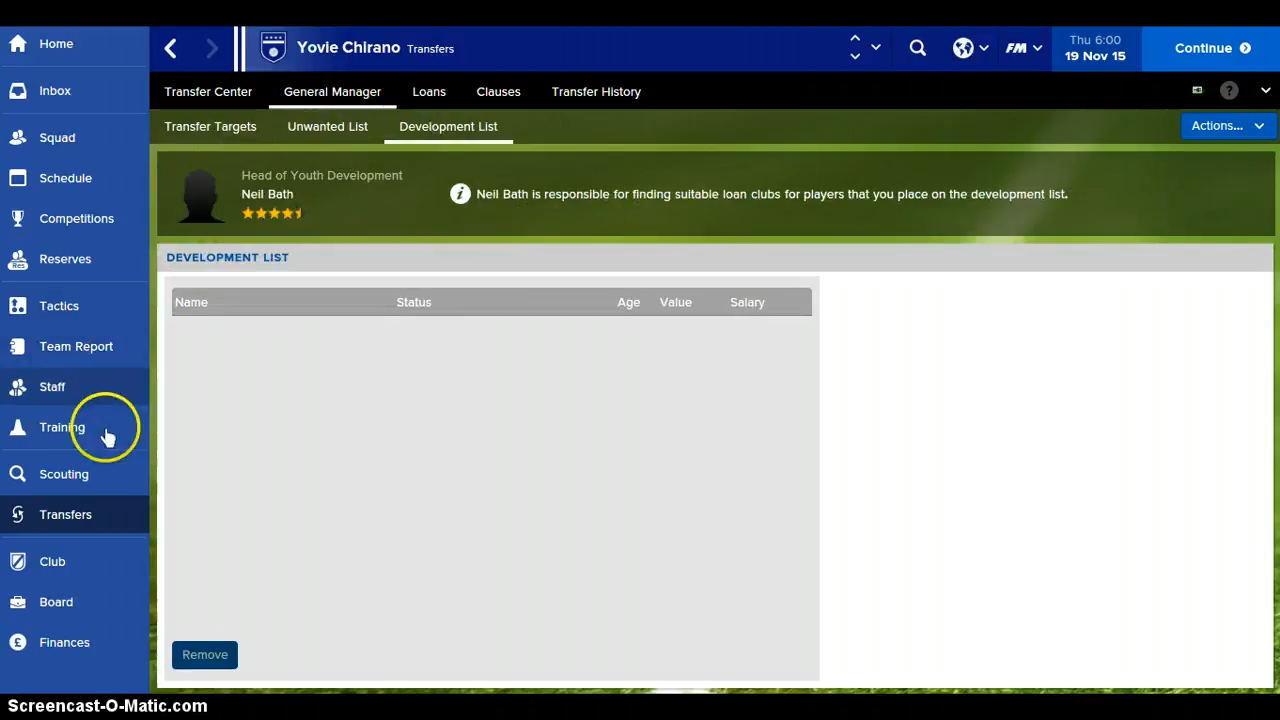 Home
Inbox
Squad
Schedule
Competitions
Reserves
Tactics
Team Report
Staff
Training
Scouting
Transfers
Club
Board
Finances
Yovie Chirano Transfers
FM
Thu 6:00
19 Nov 15
Continue
Transfer Center General Manager Loans Clauses Transfer History
?
Transfer Targets Unwanted List Development List
Actions...
Head of Youth Development
Neil Bath
i Neil Bath is responsible for finding suitable loan clubs for players that you place on the development list.
DEVELOPMENT LIST
Name Status Age Value Salary
Remove
Screencast-O-Matic.com